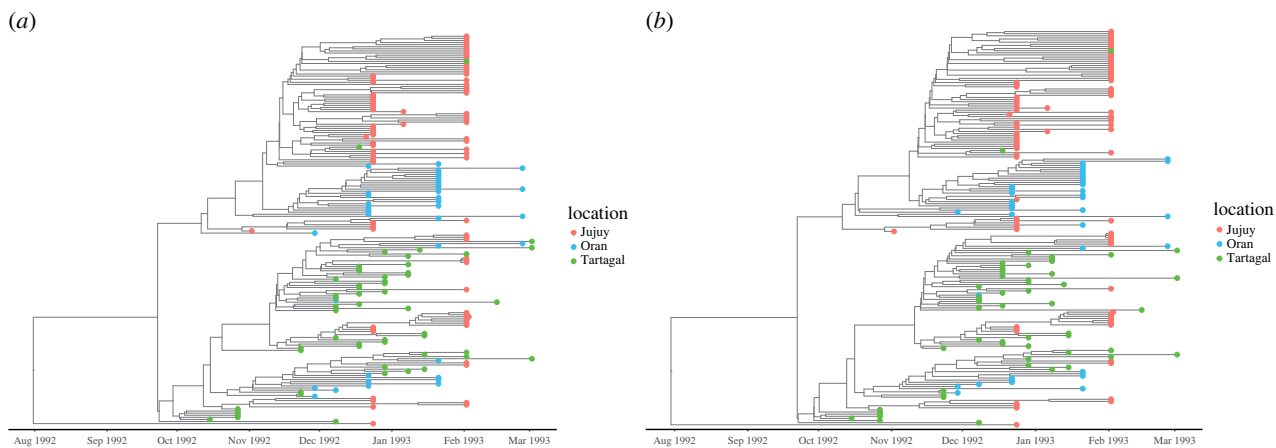 (a)
location
Jujuy
Oran
Tartagal
Aug 1992 Sep 1992 Oct 1992 Nov 1992 Dec 1992 Jan 1993 Feb 1993 Mar 1993
(b)
location
Jujuy
Oran
Tartagal
Aug 1992 Sep 1992 Oct 1992 Nov 1992 Dec 1992 Jan 1993 Feb 1993 Mar 1993